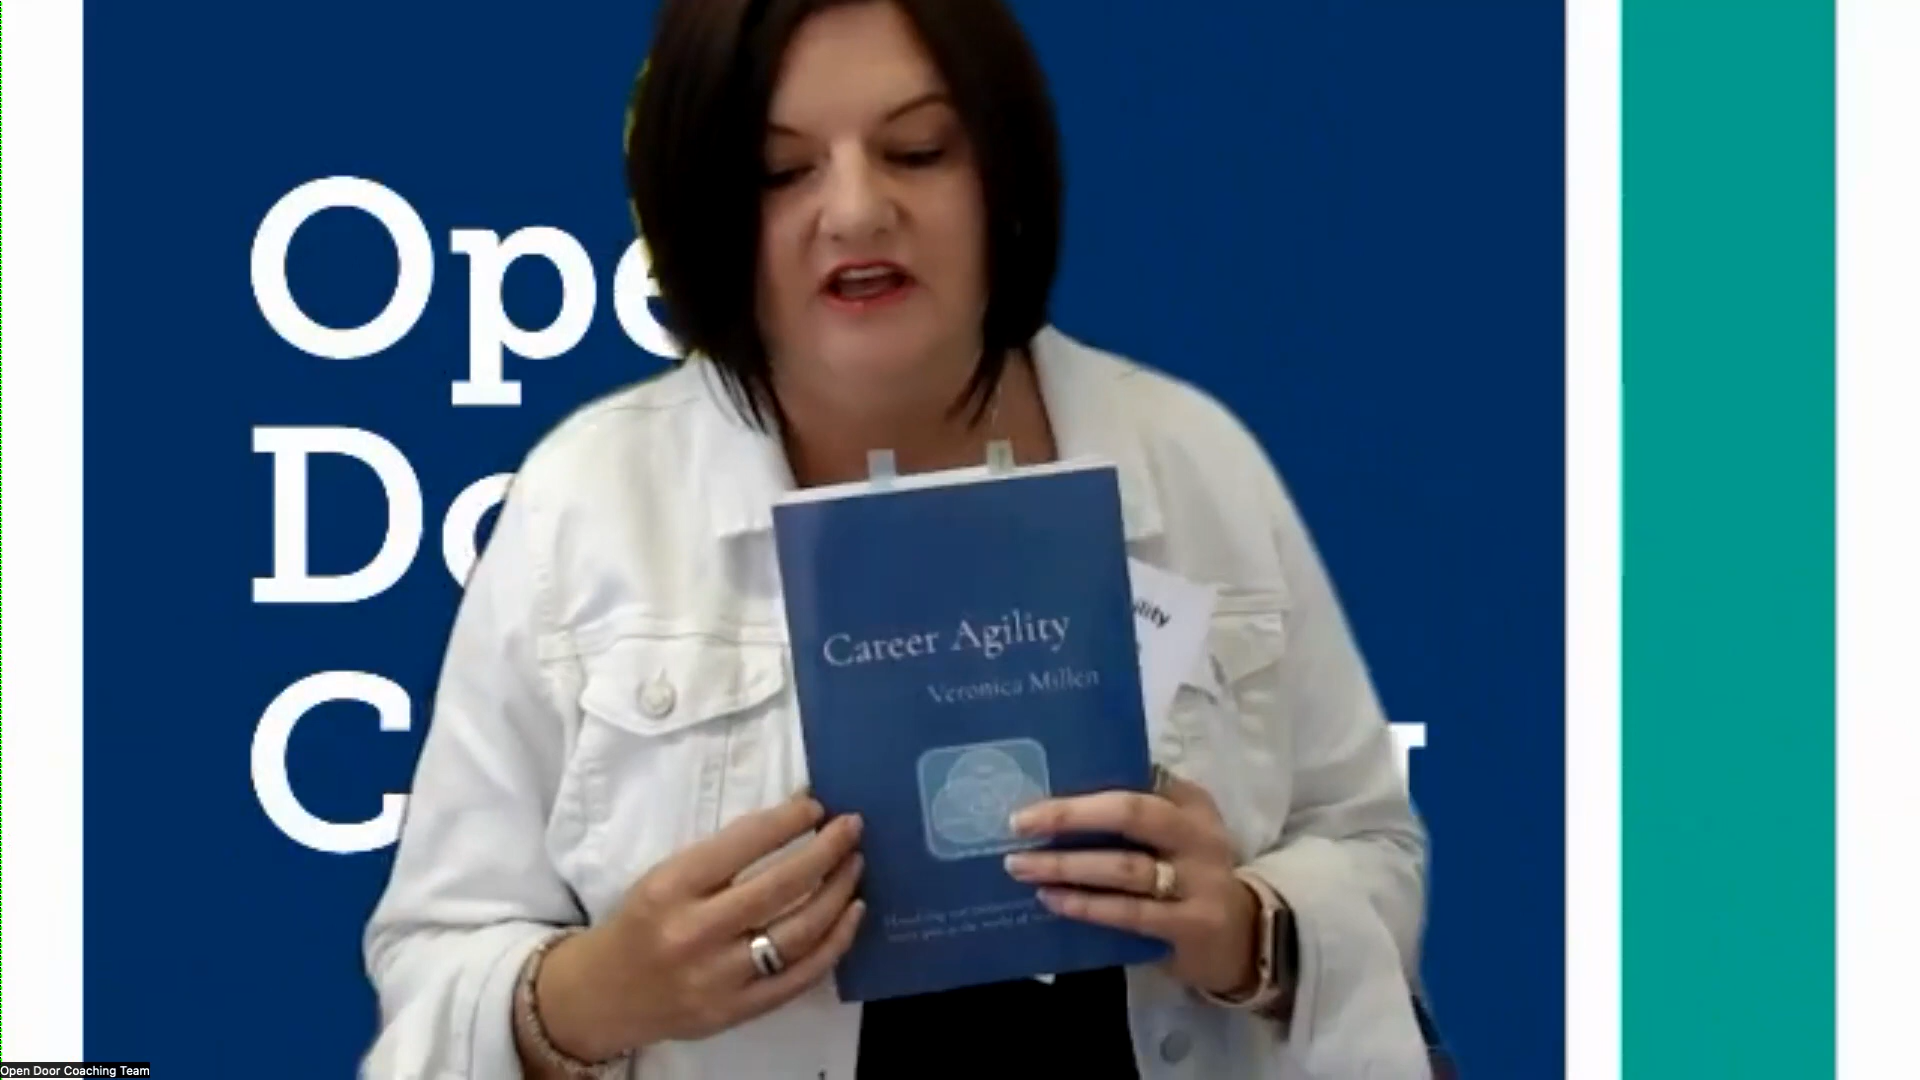 Ope
Do
C
ility
Career Agility
Veronica Millen
Open Door Coaching Team